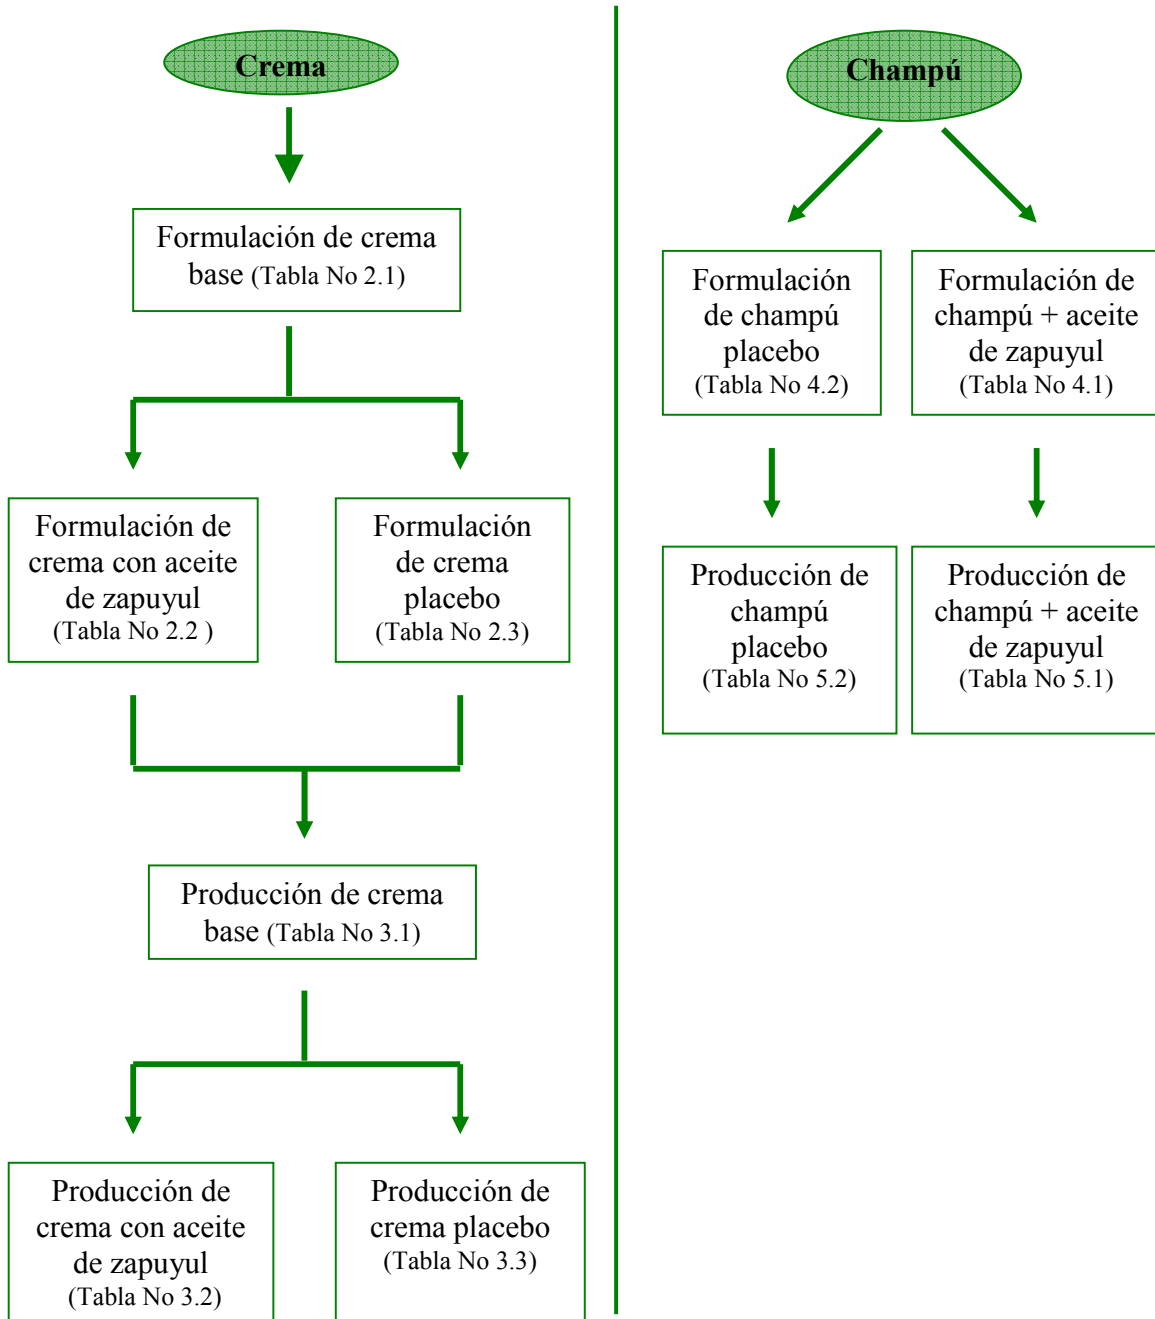 Crema
Formulación de crema
base (Tabla No 2.1)
Formulación de
crema con aceite
de zapuyul
(Tabla No 2.2 )
Formulación
de crema
placebo
(Tabla No 2.3)
Producción de crema
base (Tabla No 3.1)
Producción de
crema con aceite
de zapuyul
(Tabla No 3.2)
Producción de
crema placebo
(Tabla No 3.3)
Champú
Formulación
de champú
placebo
(Tabla No 4.2)
Formulación de
champú + aceite
de zapuyul
(Tabla No 4.1)
Producción de
champú
placebo
(Tabla No 5.2)
Producción de
champú + aceite
de zapuyul
(Tabla No 5.1)